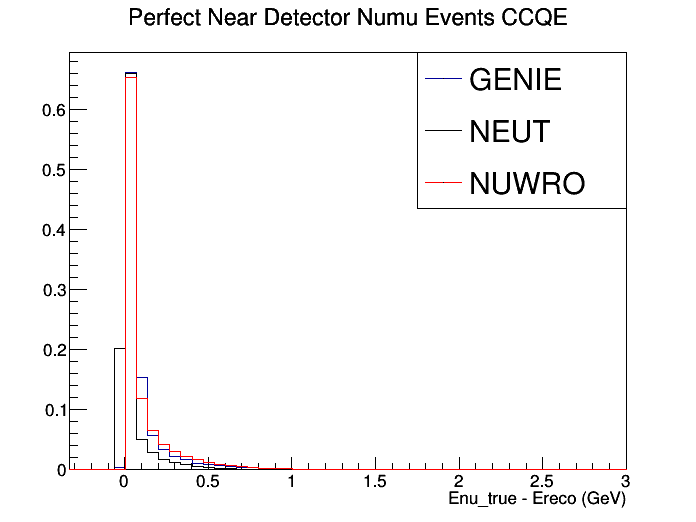 Perfect Near Detector Numu Events CCQE
GENIE
NEUT
NUWRO
0.6
0.5
0.4
0.3
0.2
0.1
0
0 0.5 1 1.5 2 2.5 3
Enu_true - Ereco (GeV)